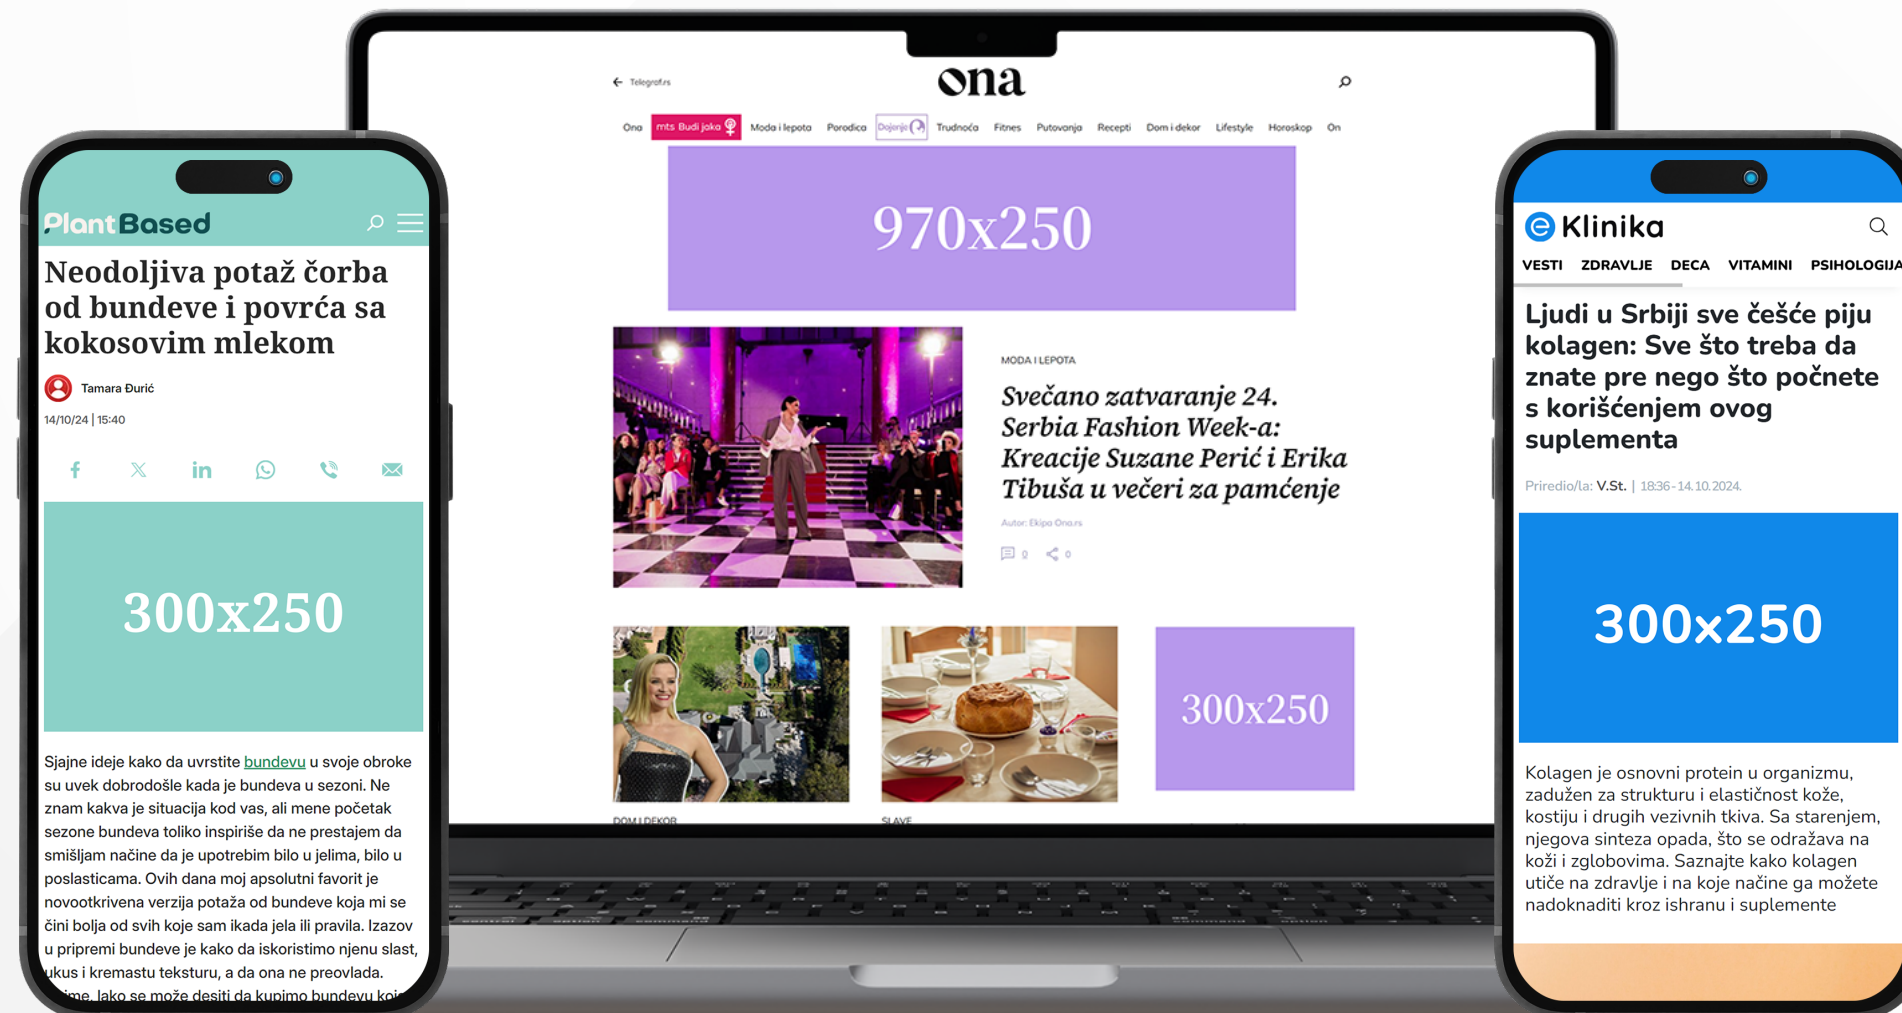 PlantBased
Neodoljiva potaž čorba
od bundeve i povrća sa
kokosovim mlekom
Tamara Đurić
14/10/24 | 15:40
300x250
Sjajne ideje kako da uvrstite bundevu u svoje obroke
su uvek dobrodošle kada je bundeva u sezoni. Ne
znam kakva je situacija kod vas, ali mene početak
sezone bundeva toliko inspiriše da ne prestajem da
smišljam načine da je upotrebim bilo u jelima, bilo u
poslasticama. Ovih dana moj apsolutni favorit je
novootkrivena verzija potaža od bundeve koja mi se
čini bolja od svih koje sam ikada jela ili pravila. Izazov
u pripremi bundeve je kako da iskoristimo njenu slast,
ukus i kremastu teksturu, a da ona ne preovlada.
Iako se može desiti da kupimo bundevu
Telegraf.rs
ona
Ona mts Budi jaka Moda i lepota Porodica Dojenje Trudnoća Fitnes Putovanja Recepti Dom i dekor Lifestyle Horoskop On
970x250
MODA I LEPOTA
Svečano zatvaranje 24.
Serbia Fashion Week-a:
Kreacije Suzane Perić i Erika
Tibuša u večeri za pamćenje
Autor: Ekipa Ona.rs
0 0
300x250
DOM I DEKOR
SLAVE
e Klinika
VESTI ZDRAVLJE DECA VITAMINI PSIHOLOGIJA
Ljudi u Srbiji sve češće piju
kolagen: Sve što treba da
znate pre nego što počnete
s korišćenjem ovog
suplementa
Priredio/la: V.St. | 18:36 - 14.10.2024.
300x250
Kolagen je osnovni protein u organizmu,
zadužen za strukturu i elastičnost kože,
kostiju i drugih vezivnih tkiva. Sa starenjem,
njegova sinteza opada, što se odražava na
koži i zglobovima. Saznajte kako kolagen
utiče na zdravlje i na koje načine ga možete
nadoknaditi kroz ishranu i suplemente